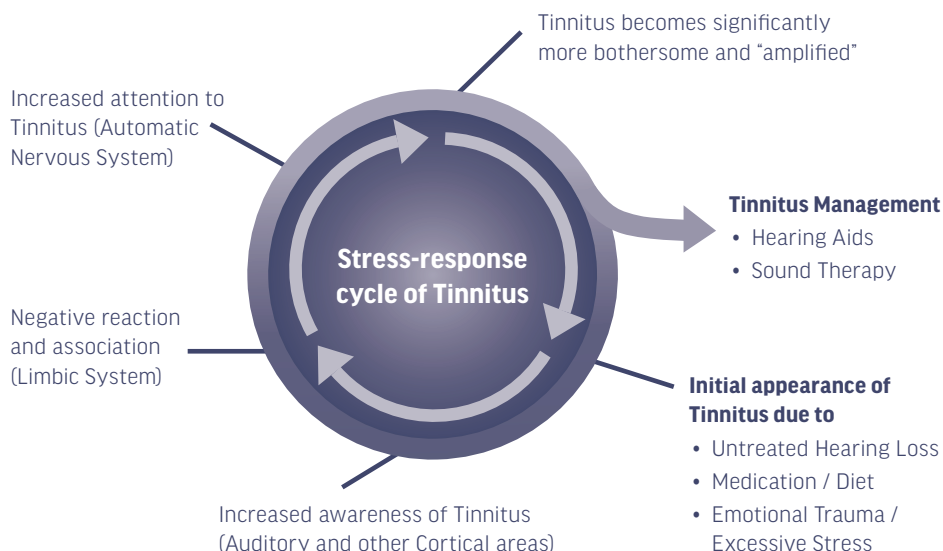 Tinnitus becomes significantly
more bothersome and “amplified”
Increased attention to
Tinnitus (Automatic
Nervous System)
Tinnitus Management
• Hearing Aids
• Sound Therapy
Stress-response
cycle of Tinnitus
Negative reaction
and association
(Limbic System)
Initial appearance of
Tinnitus due to
• Untreated Hearing Loss
• Medication / Diet
• Emotional Trauma /
Excessive Stress
Increased awareness of Tinnitus
(Auditory and other Cortical areas)